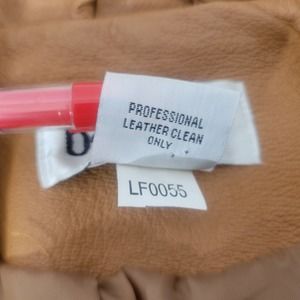 PROFESSIONAL
LEATHER CLEAN
ONLY
LF0055